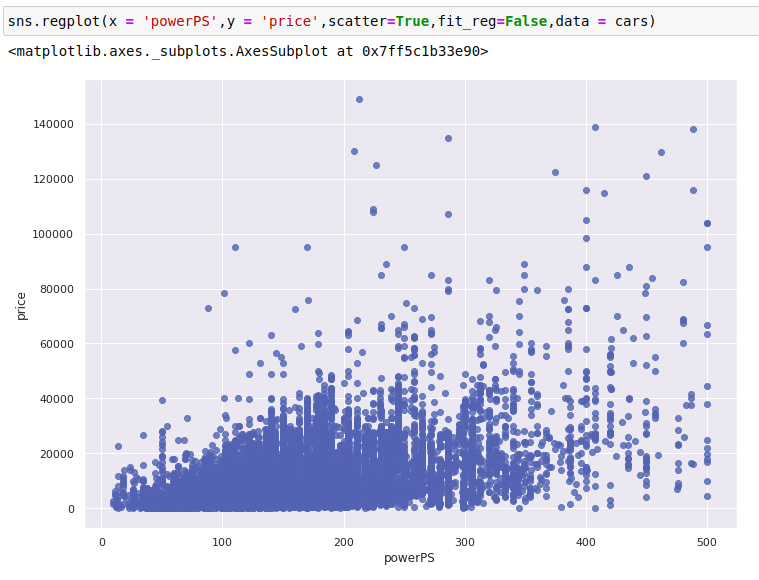 sns.regplot(x = 'powerPS',y = 'price',scatter=True,fit_reg=False,data = cars)
<matplotlib.axes._subplots.AxesSubplot at 0x7ff5c1b33e90>
140000
120000
100000
80000
price
60000
40000
20000
0
0 100 200 300 400 500
powerPS